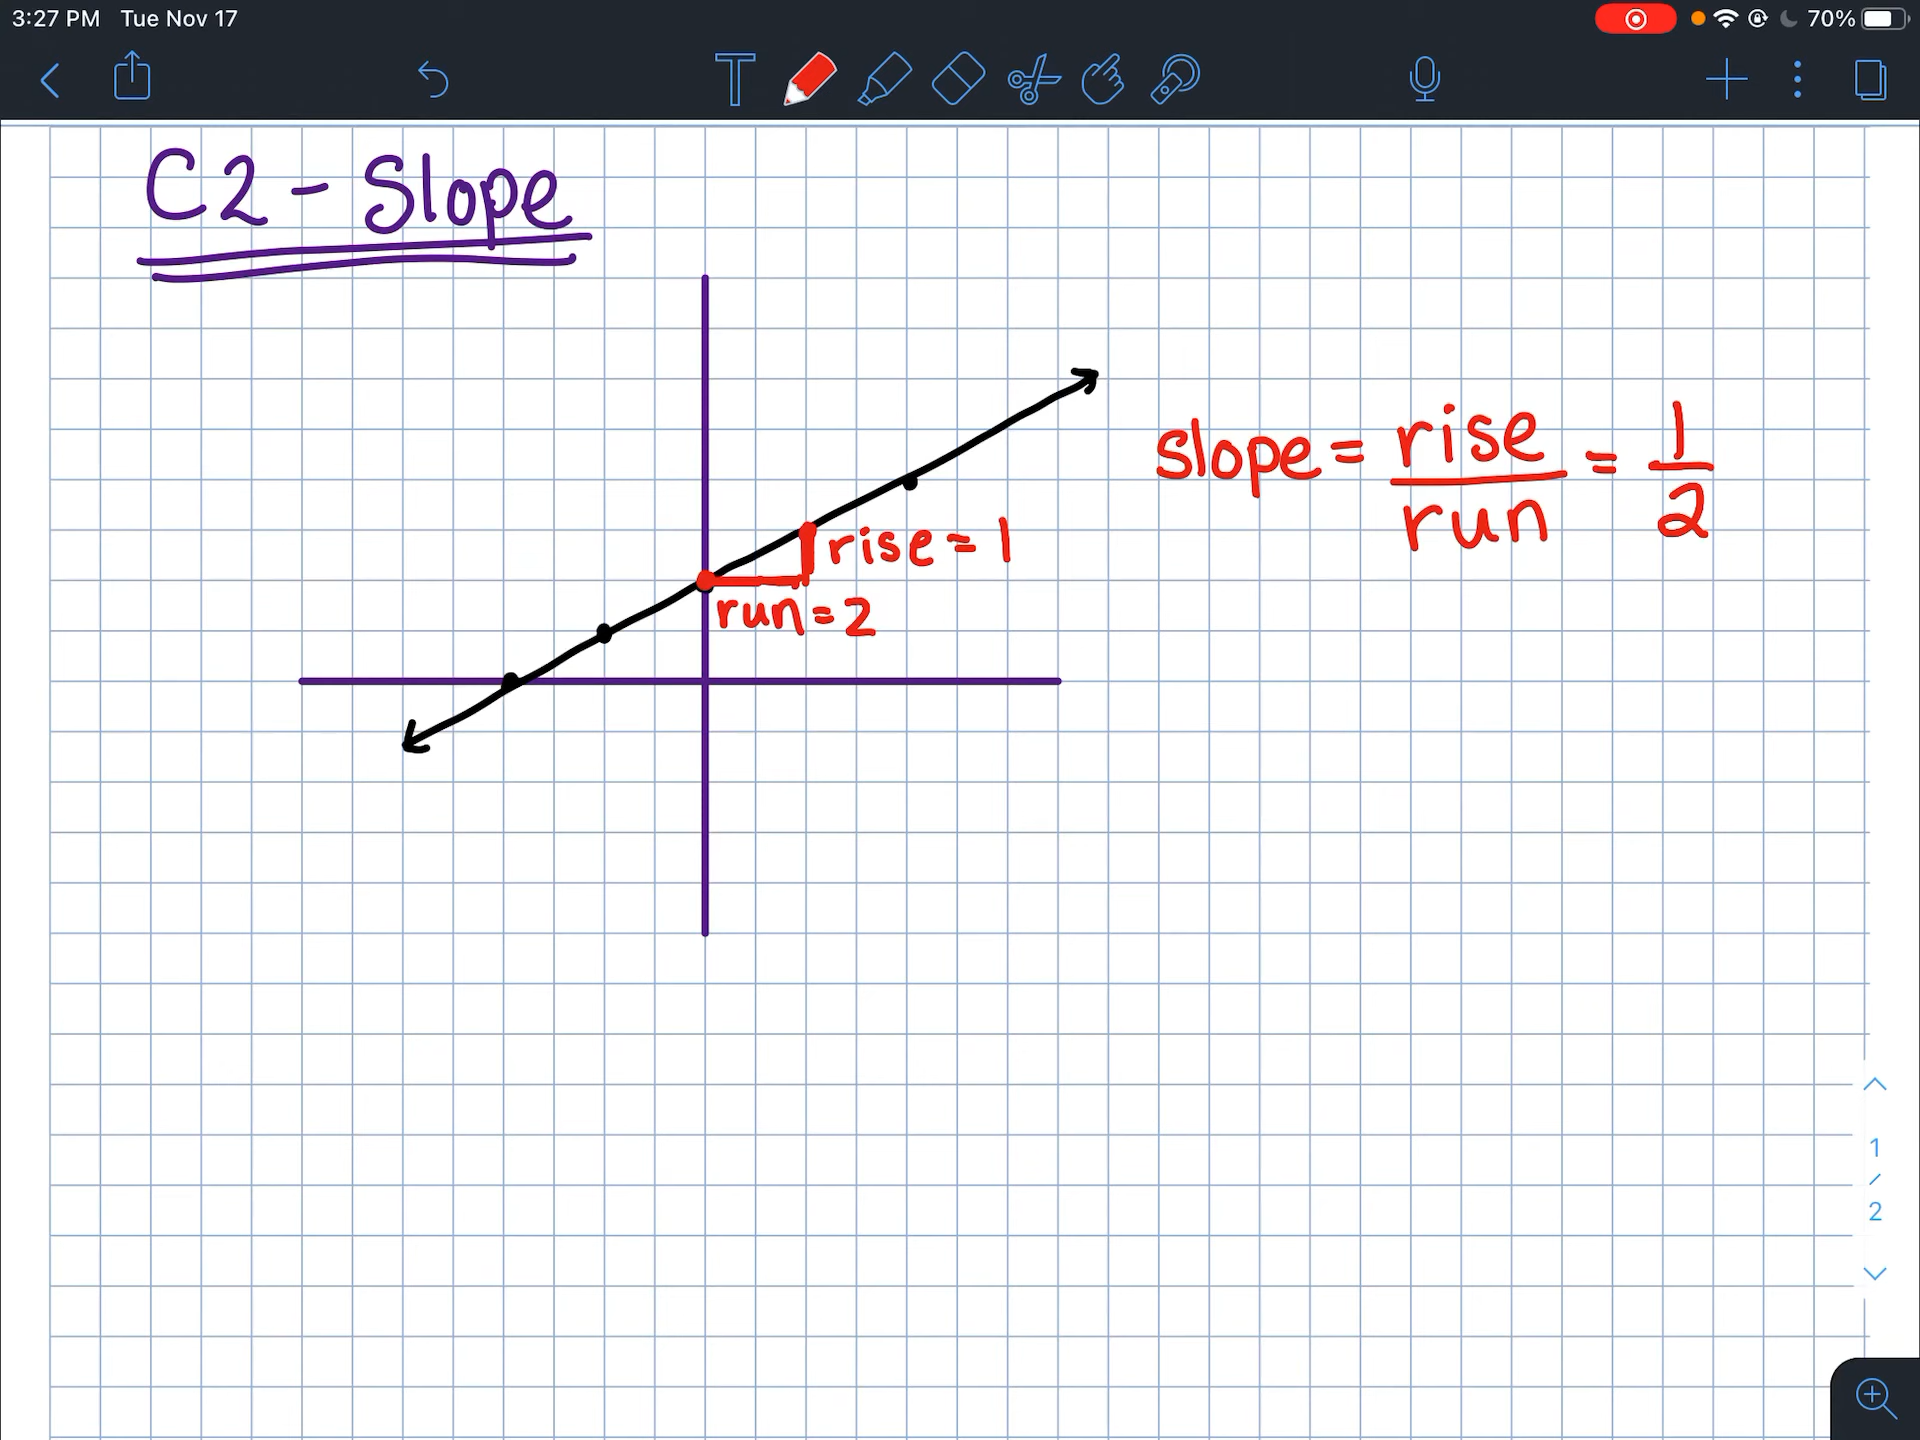 3:27 PM Tue Nov 17
70%
T
C2 - Slope
slope = rise/run = 1/2
rise = 1
run = 2
1
/
2